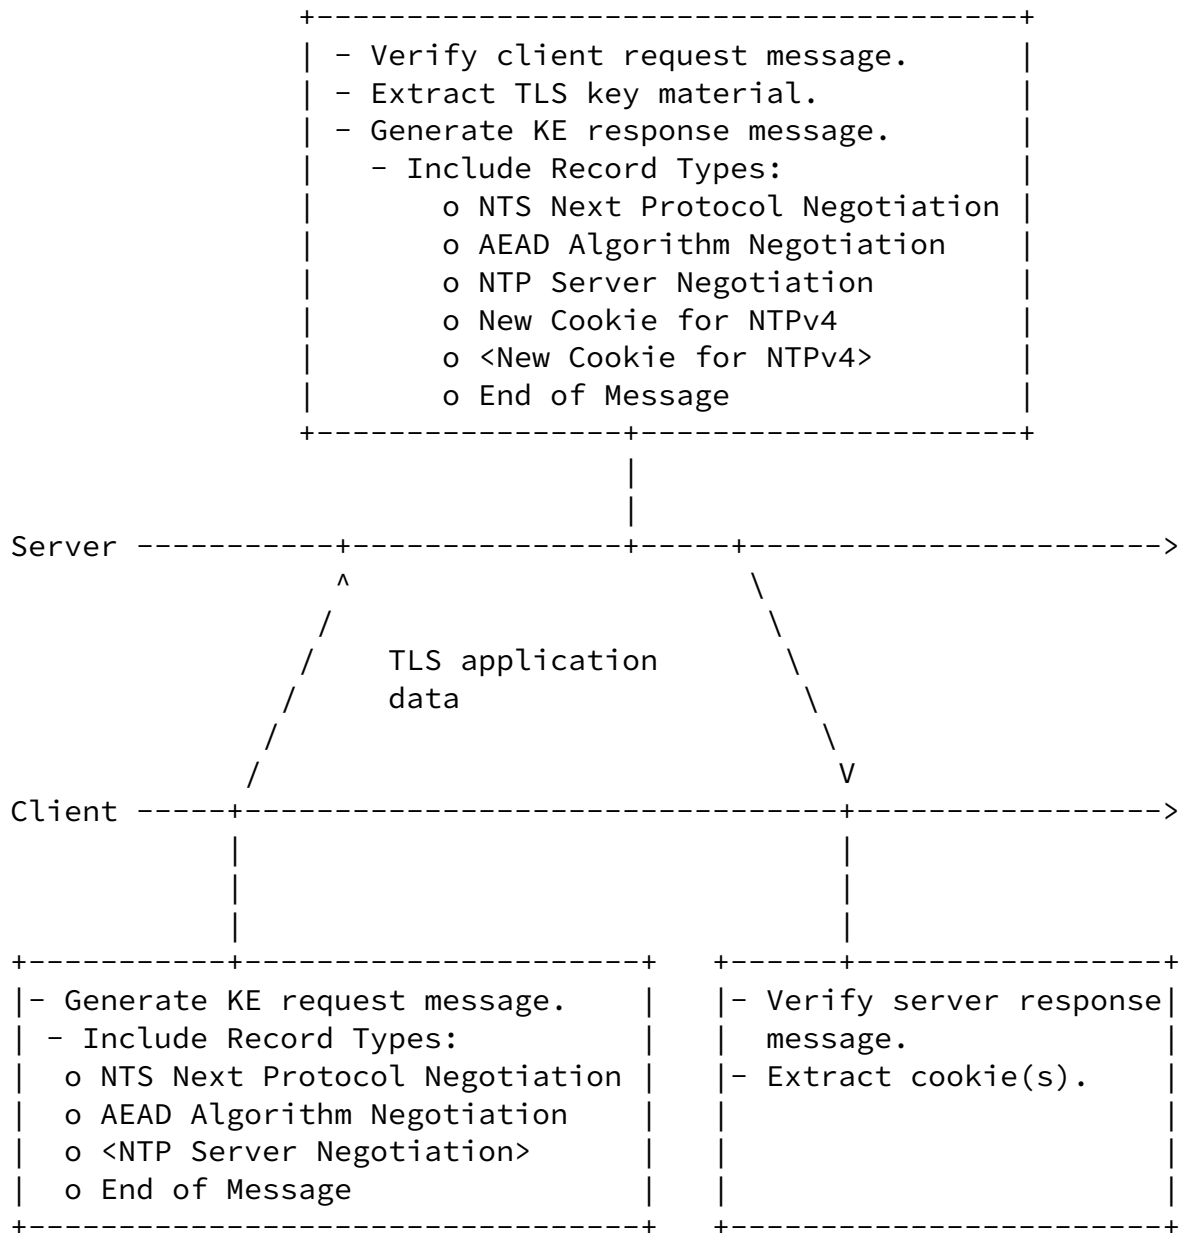 - Verify client request message.
- Extract TLS key material.
- Generate KE response message.
- Include Record Types:
o NTS Next Protocol Negotiation
o AEAD Algorithm Negotiation
o NTP Server Negotiation
o New Cookie for NTPv4
o <New Cookie for NTPv4>
o End of Message
Server
TLS application
data
Client
- Generate KE request message.
- Include Record Types:
o NTS Next Protocol Negotiation
o AEAD Algorithm Negotiation
o <NTP Server Negotiation>
o End of Message
- Verify server response
message.
- Extract cookie(s).